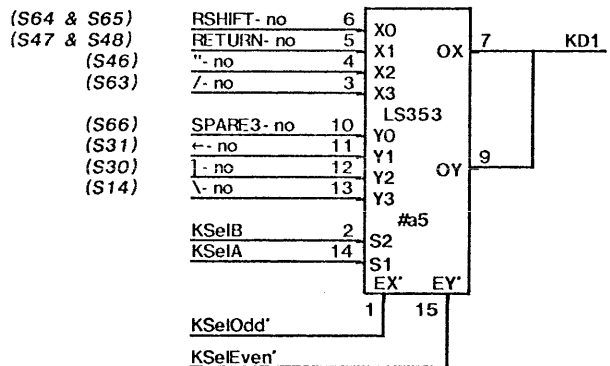 (S64 & S65) RSHIFT- no 6 X0
(S47 & S48) RETURN- no 5 X1 OX 7 KD1
(S46) "- no 4 X2
(S63) /- no 3 X3
LS353
(S66) SPARE3- no 10 Y0
(S31) ←- no 11 Y1
(S30) ]- no 12 Y2 OY 9
(S14) \- no 13 Y3
#a5
KSelB 2 S2
KSelA 14 S1
EX' EY'
1 15
KSelOdd'
KSelEven'